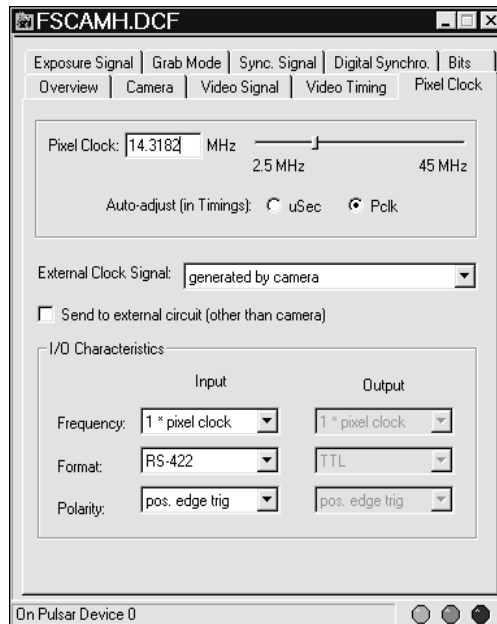 FSCAMH.DCF
Exposure Signal Grab Mode Sync. Signal Digital Synchro. Bits
Overview Camera Video Signal Video Timing Pixel Clock
Pixel Clock: 14.3182 MHz
2.5 MHz 45 MHz
Auto-adjust (in Timings): uSec Pclk
External Clock Signal: generated by camera
Send to external circuit (other than camera)
I/O Characteristics
Input Output
Frequency: 1 * pixel clock 1 * pixel clock
Format: RS-422 TTL
Polarity: pos. edge trig pos. edge trig
On Pulsar Device 0